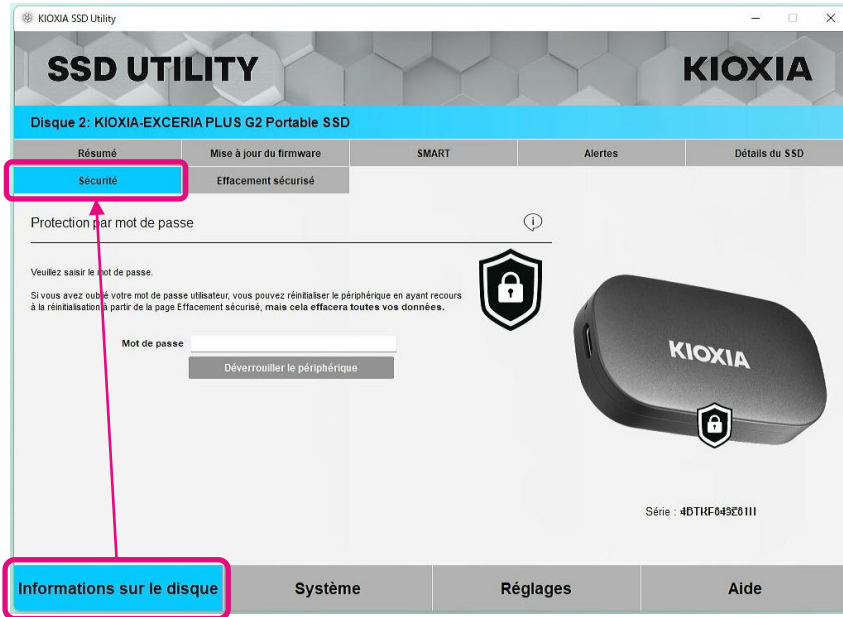 KIOXIA SSD Utility
SSD UTILITY
KIOXIA
Disque 2: KIOXIA-EXCERIA PLUS G2 Portable SSD
Résumé
Mise à jour du firmware
SMART
Alertes
Détails du SSD
Sécurité
Effacement sécurisé
Protection par mot de passe
Veuillez saisir le mot de passe.
Si vous avez oublié votre mot de passe utilisateur, vous pouvez réinitialiser le périphérique en ayant recours
à la réinitialisation à partir de la page Effacement sécurisé, mais cela effacera toutes vos données.
Mot de passe
Déverrouiller le périphérique
KIOXIA
Série :
Informations sur le disque
Système
Réglages
Aide